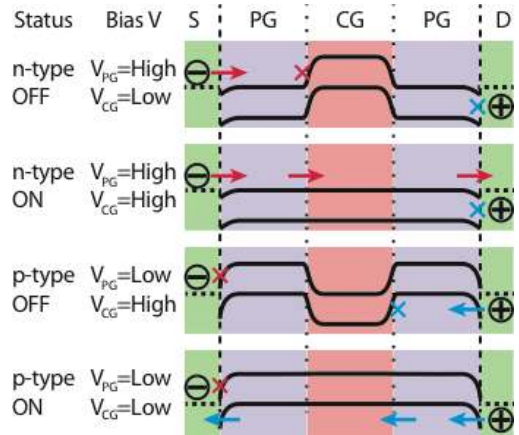 Status Bias V S PG CG PG D
n-type V_PG=High
OFF V_CG=Low
n-type V_PG=High
ON V_CG=High
p-type V_PG=Low
OFF V_CG=High
p-type V_PG=Low
ON V_CG=Low